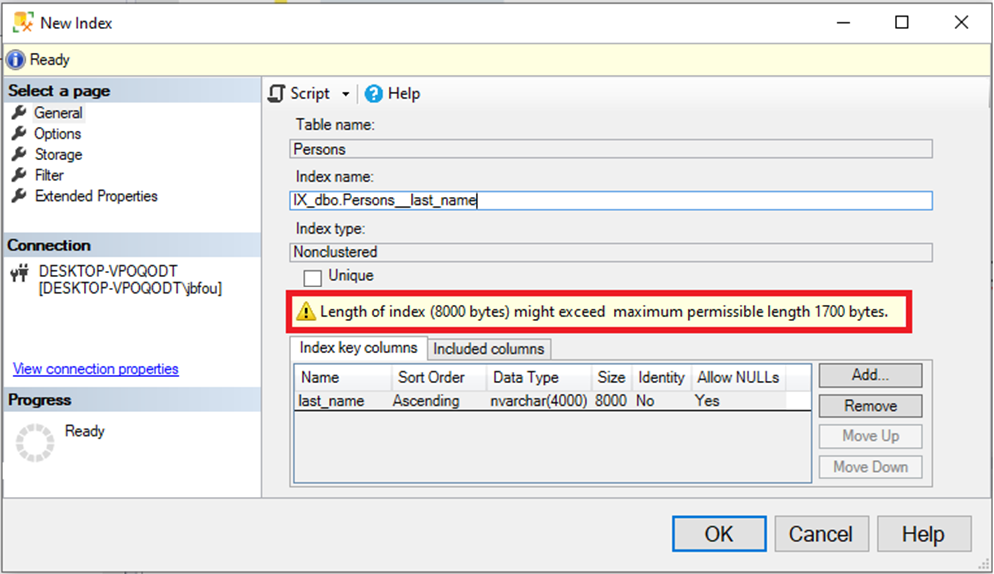 New Index
Ready
Select a page
General
Options
Storage
Filter
Extended Properties
Connection
DESKTOP-VPOQODT
[DESKTOP-VPOQODT\jbfou]
View connection properties
Progress
Ready
Script
Help
Table name:
Persons
Index name:
IX_dbo.Persons__last_name
Index type:
Nonclustered
Unique
Length of index (8000 bytes) might exceed  maximum permissible length 1700 bytes.
Index key columns Included columns
Name Sort Order Data Type Size Identity Allow NULLs
last_name Ascending nvarchar(4000) 8000 No Yes
Add...
Remove
Move Up
Move Down
OK Cancel Help